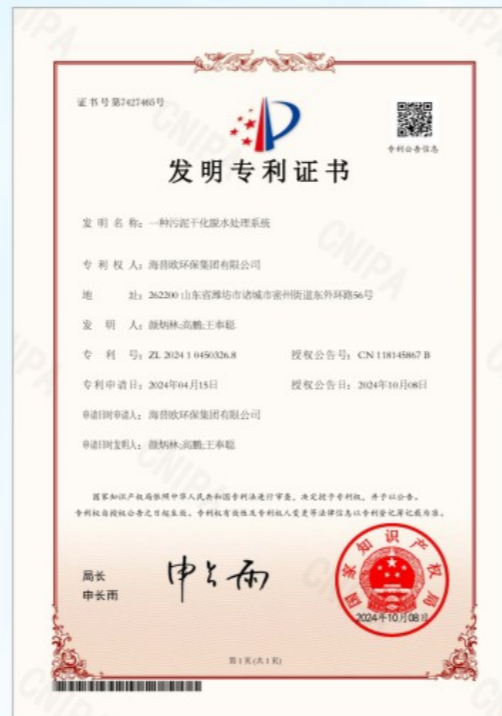 证书号第7427465号
专利公告信息
发明专利证书
发明名称：一种污泥干化脱水处理系统
专利权人：海普欧环保集团有限公司
地址：262200 山东省潍坊市诸城市密州街道东外环路56号
发明人：颜炳林;高鹏;王奉聪
专利号：ZL 2024 1 0450326.8 授权公告号：CN 118145867 B
专利申请日：2024年04月15日 授权公告日：2024年10月08日
申请日时申请人：海普欧环保集团有限公司
申请日时发明人：颜炳林;高鹏;王奉聪
国家知识产权局依照中华人民共和国专利法进行审查，决定授予专利权，并予以公告。
专利权自授权公告之日起生效。专利权有效性及专利权人变更等法律信息以专利登记簿记载为准。
局长
申长雨
申长雨
国家知识产权局
2024年10月08日
第1页(共1页)
CNIPA
CNIPA
CNIPA
CNIPA